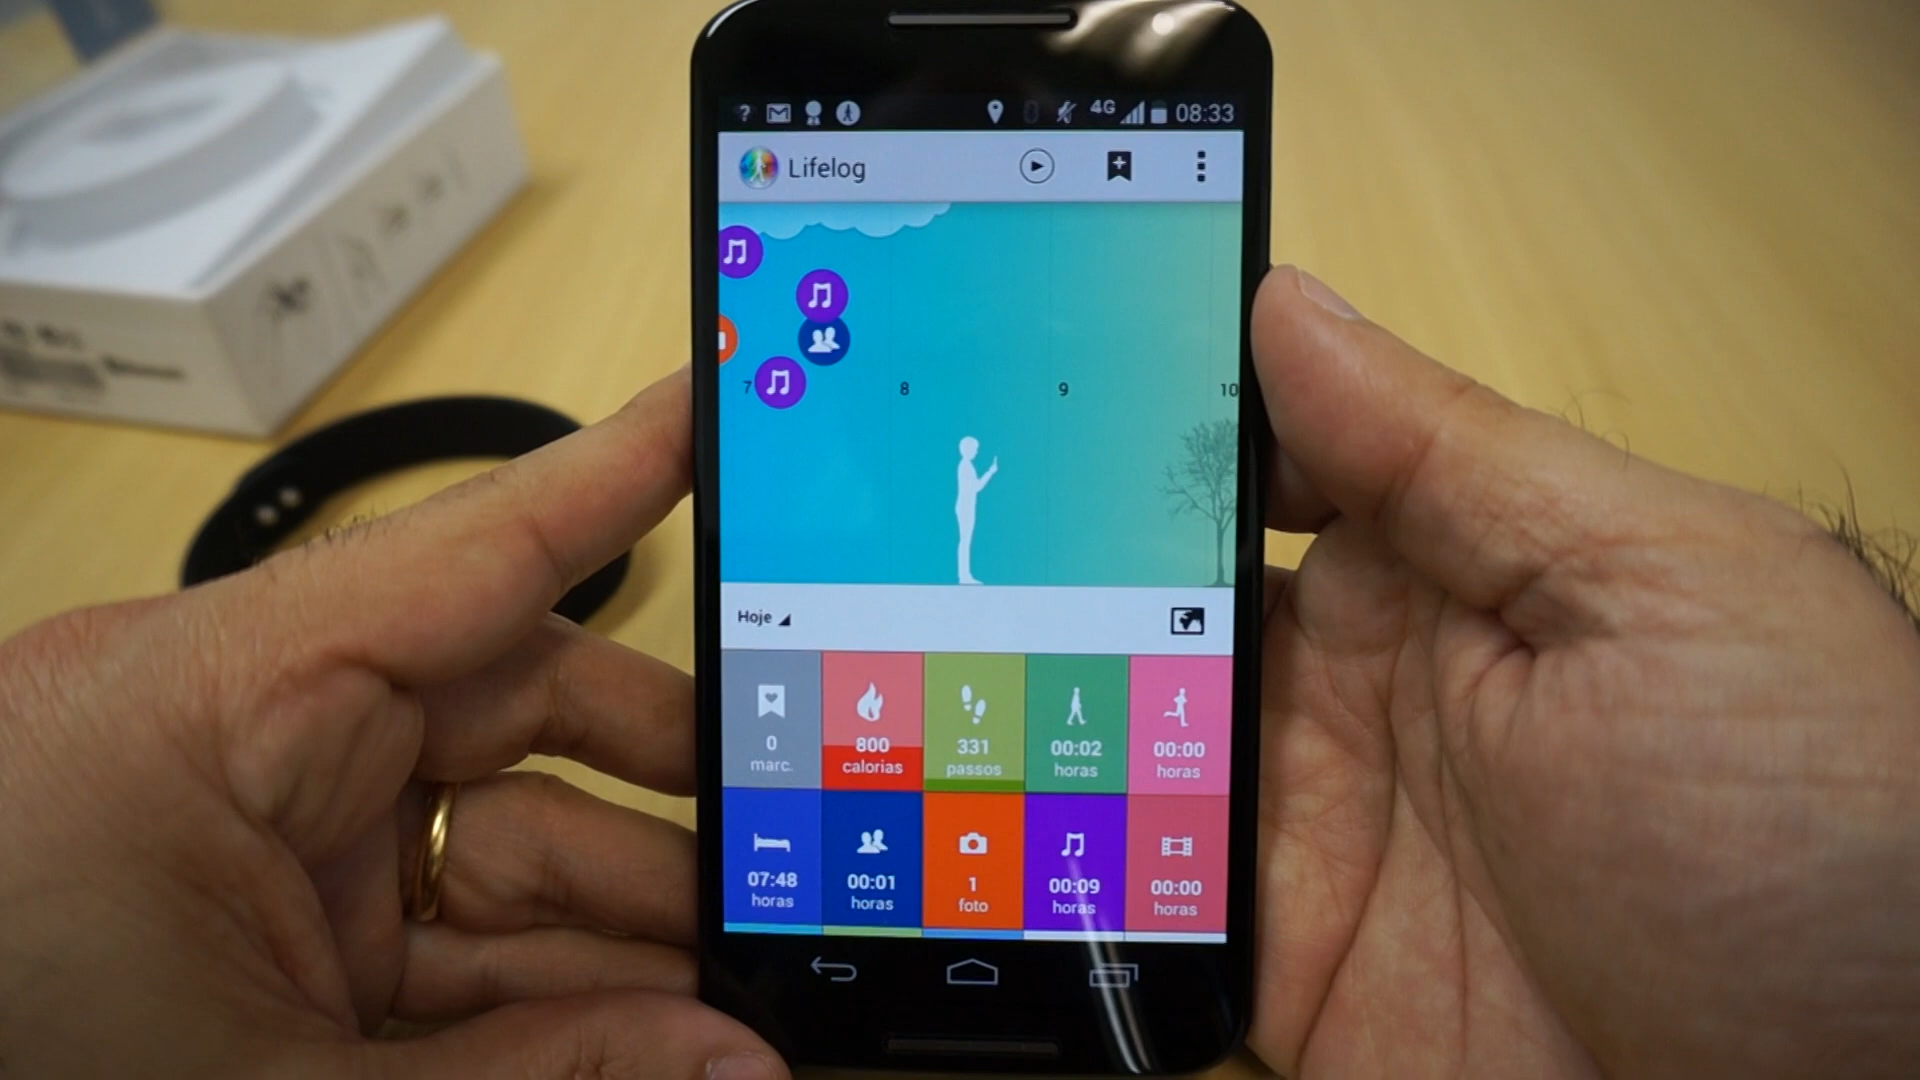 ? 4G 08:33
Lifelog
7 8 9 10
Hoje
0 800 331 00:02 00:00
marc. calorias passos horas horas
07:48 00:01 1 00:09 00:00
horas horas foto horas horas